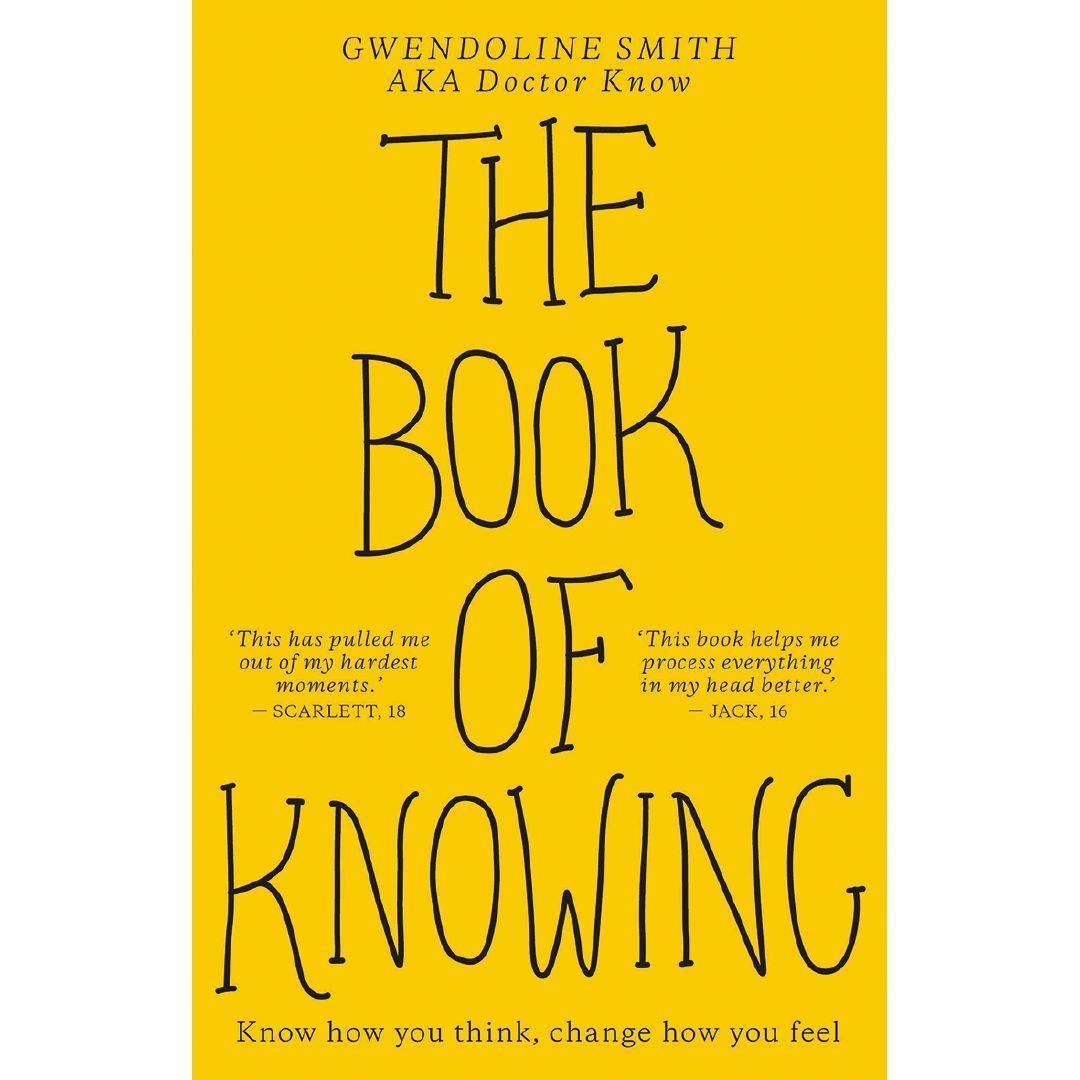 GWENDOLINE SMITH
AKA Doctor Know
THE
BOOK
OF
'This has pulled me
out of my hardest
moments.'
— SCARLETT, 18
'This book helps me
process everything
in my head better.'
— JACK, 16
KNOWING
Know how you think, change how you feel